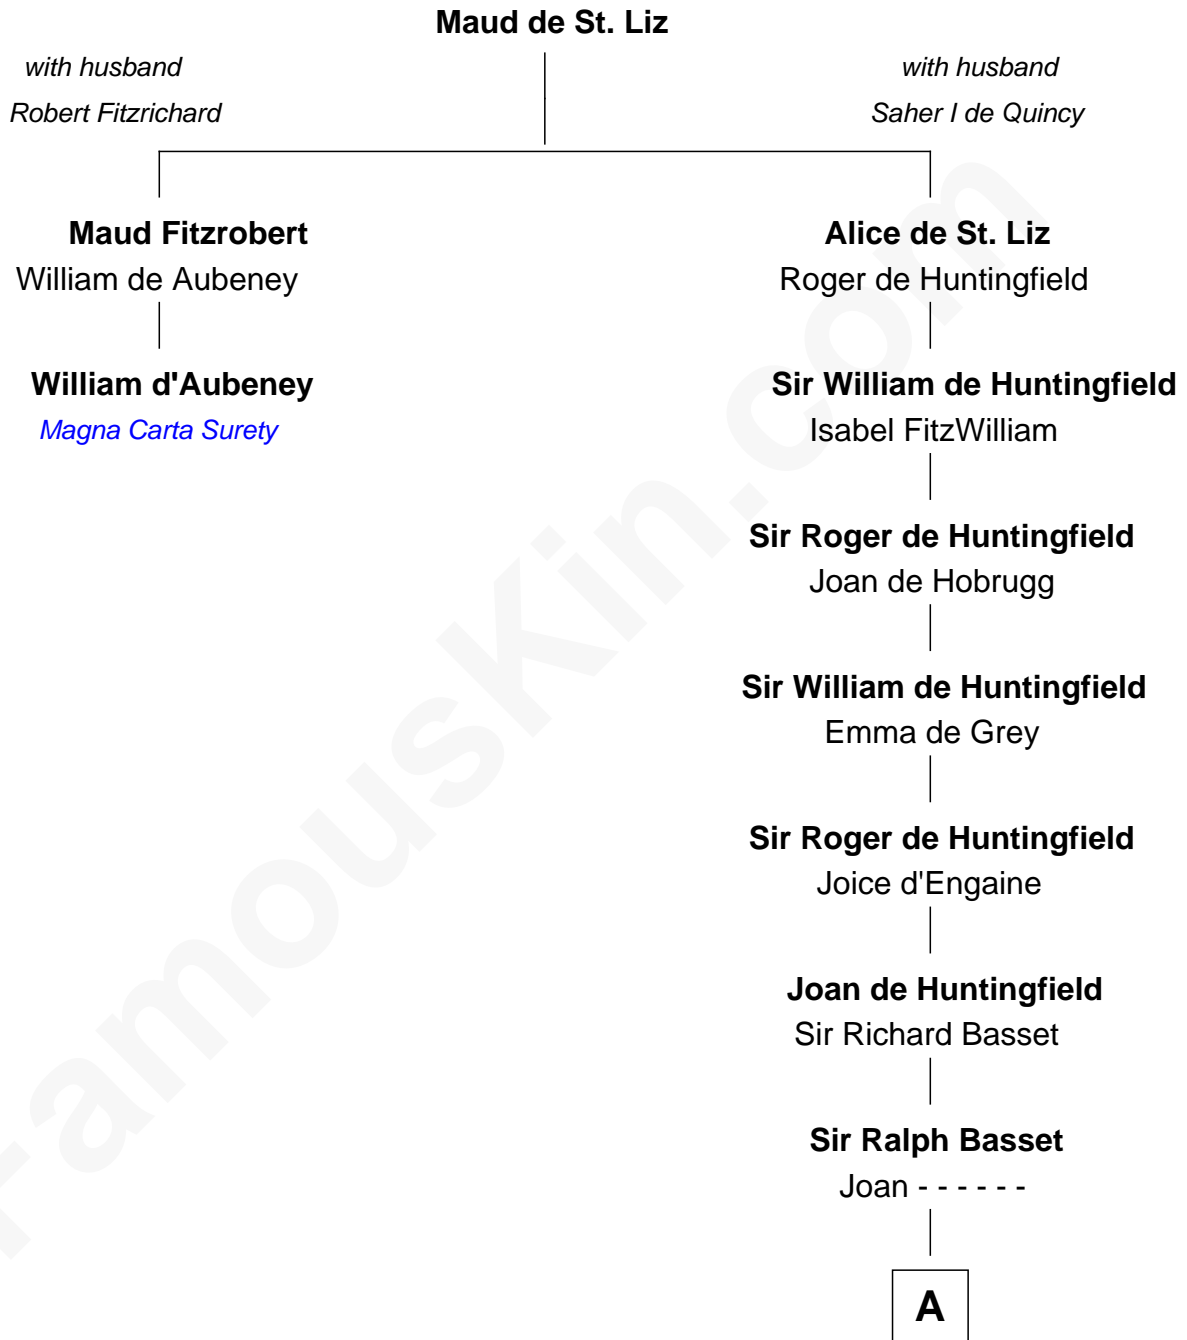 Maud de St. Liz
with husband
Robert Fitzrichard
with husband
Saher I de Quincy
Maud Fitzrobert
William de Aubeney
Alice de St. Liz
Roger de Huntingfield
William d'Aubeney
Magna Carta Surety
Sir William de Huntingfield
Isabel FitzWilliam
Sir Roger de Huntingfield
Joan de Hobrugg
Sir William de Huntingfield
Emma de Grey
Sir Roger de Huntingfield
Joice d'Engaine
Joan de Huntingfield
Sir Richard Basset
Sir Ralph Basset
Joan - - - - - -
A
FamousKin.com